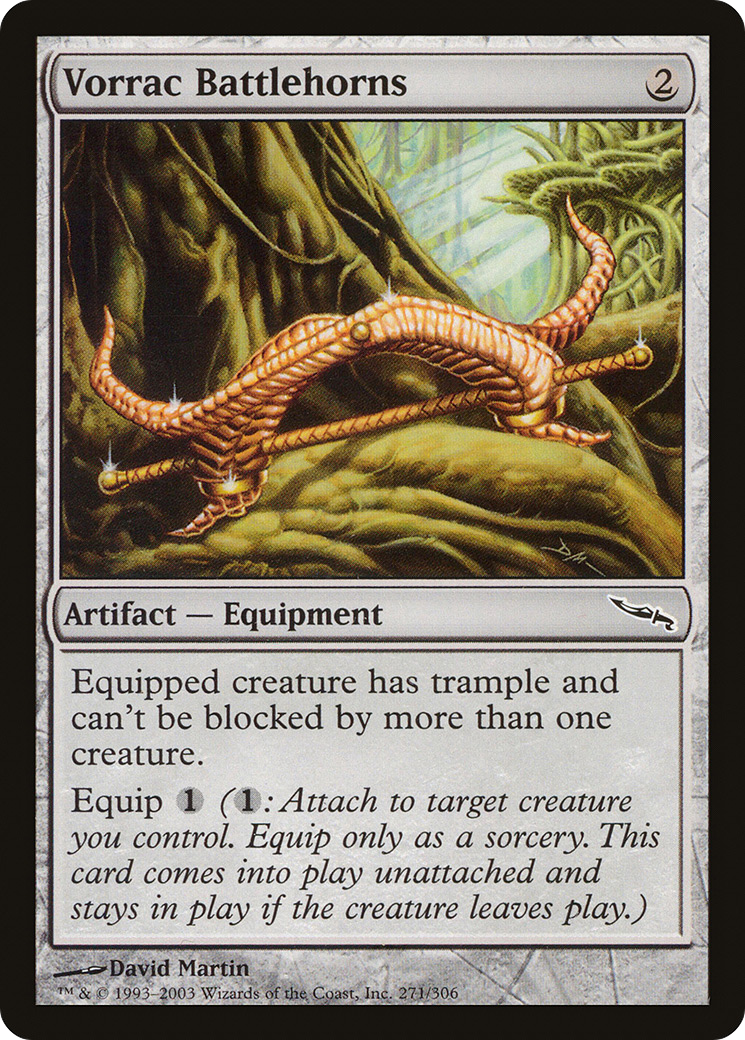 Vorrac Battlehorns
2
D/M
Artifact — Equipment
Equipped creature has trample and
can't be blocked by more than one
creature.
Equip 1 (1: Attach to target creature
you control. Equip only as a sorcery. This
card comes into play unattached and
stays in play if the creature leaves play.)
David Martin
™ & © 1993–2003 Wizards of the Coast, Inc. 271/306